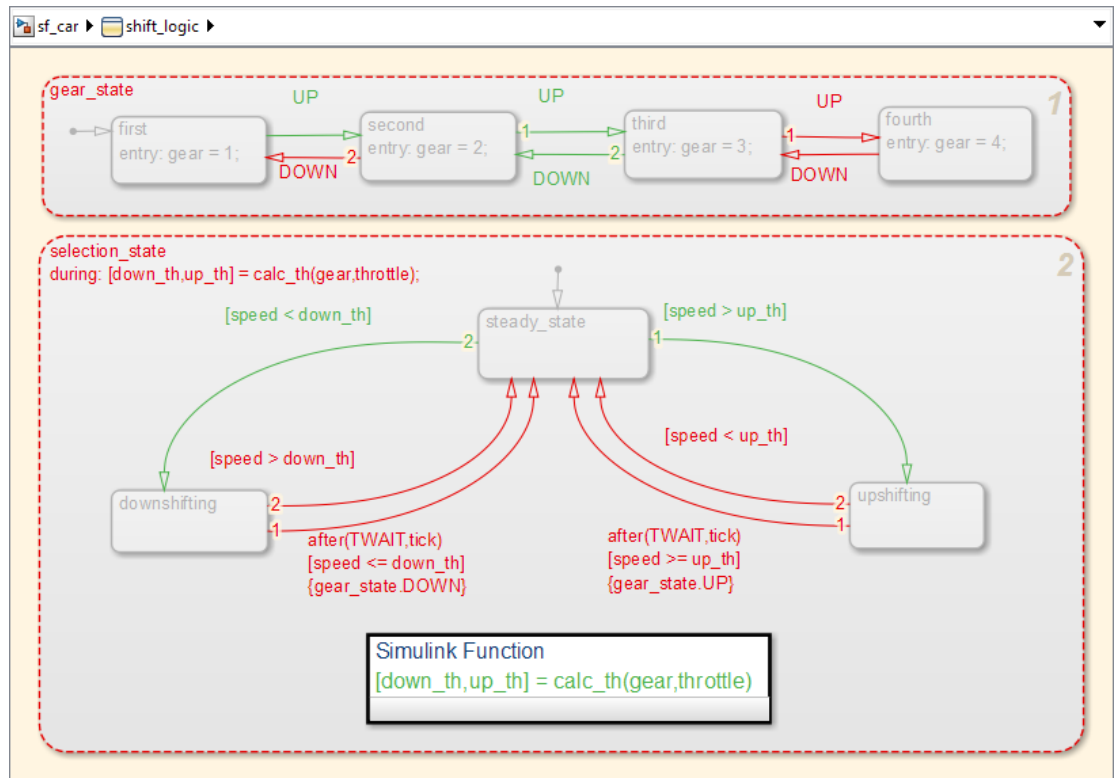 sf_car shift_logic
gear_state
1
UP
UP
UP
first
entry: gear = 1;
second
entry: gear = 2;
third
entry: gear = 3;
fourth
entry: gear = 4;
1
1
2
2
DOWN
DOWN
DOWN
selection_state
during: [down_th,up_th] = calc_th(gear,throttle);
2
[speed < down_th]
[speed > up_th]
steady_state
2
1
[speed > down_th]
[speed < up_th]
downshifting
2
1
upshifting
2
1
after(TWAIT,tick)
[speed <= down_th]
{gear_state.DOWN}
after(TWAIT,tick)
[speed >= up_th]
{gear_state.UP}
Simulink Function
[down_th,up_th] = calc_th(gear,throttle)